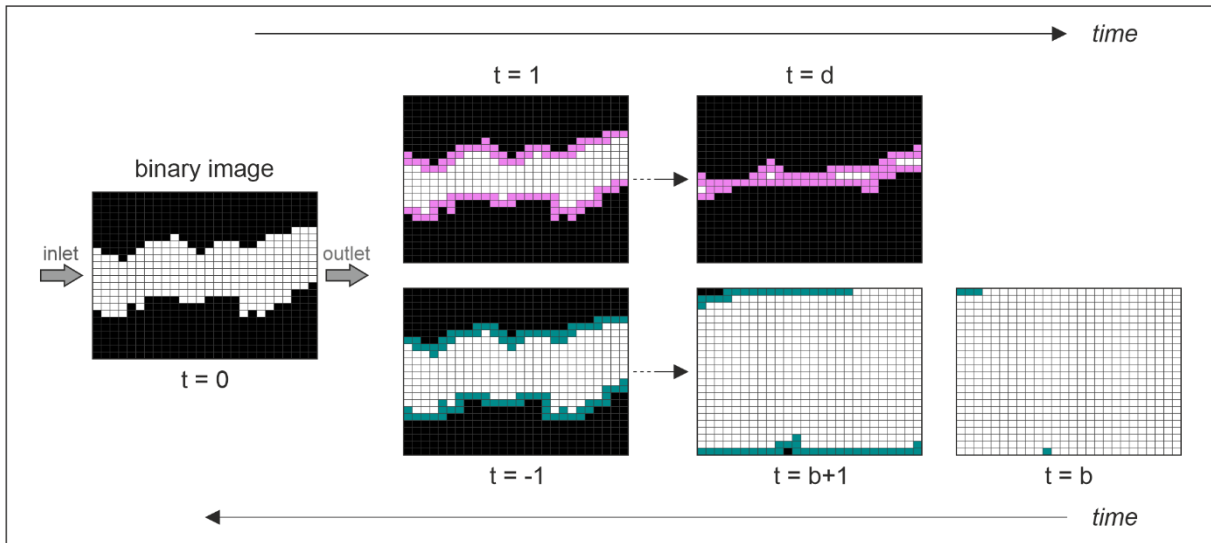 time
t = 1
t = d
binary image
inlet
outlet
t = 0
t = -1
t = b+1
t = b
time